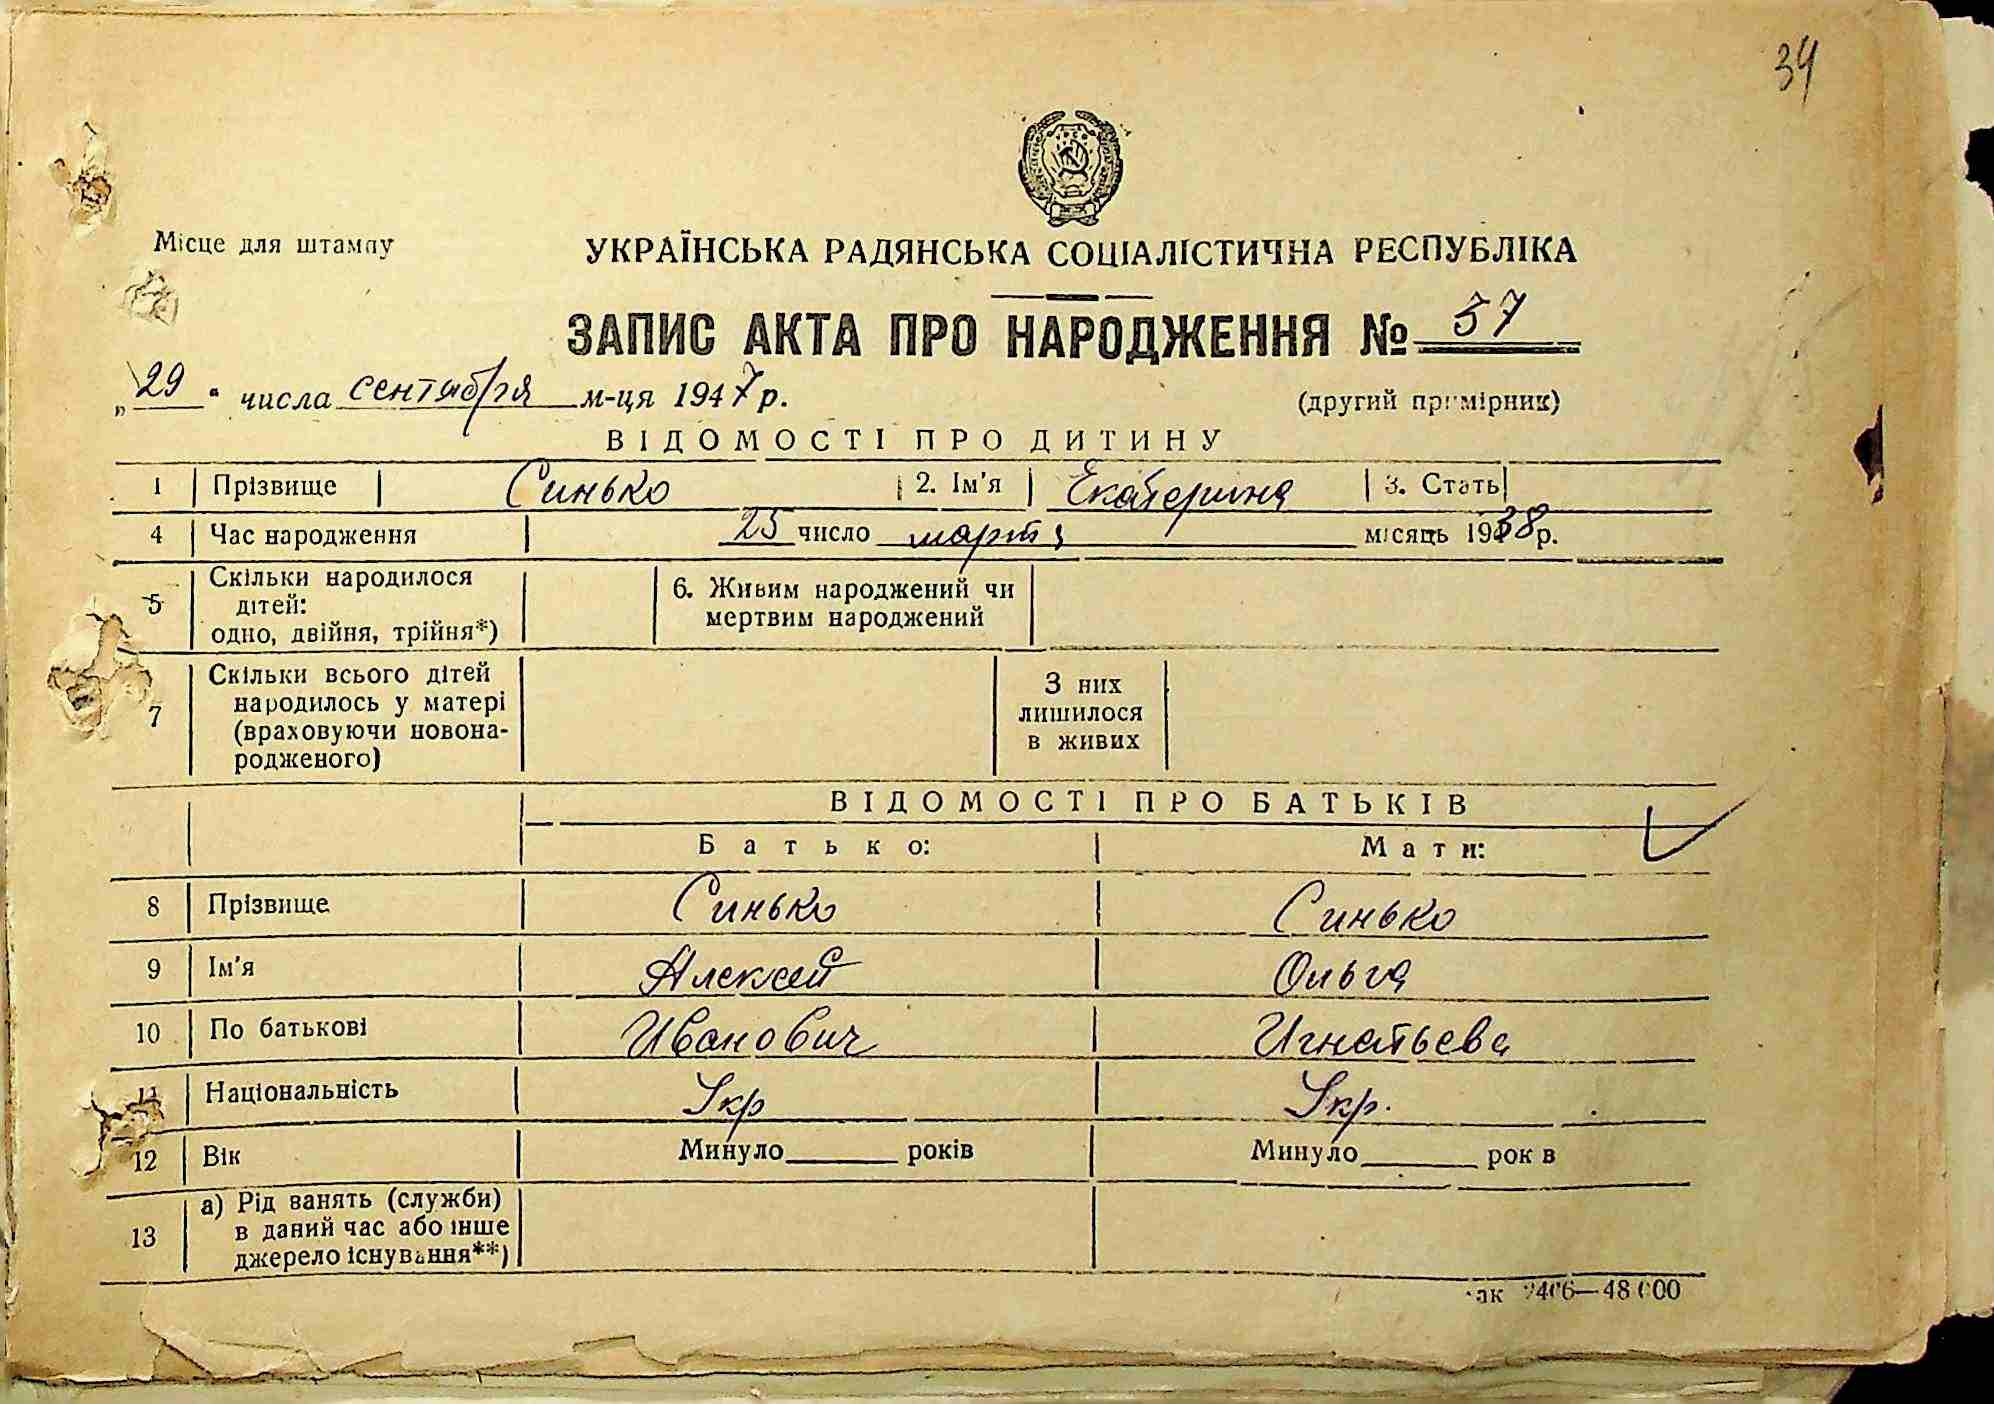 34
Місце для штампу
УКРАЇНСЬКА РАДЯНСЬКА СОЦІАЛІСТИЧНА РЕСПУБЛІКА
ЗАПИС АКТА ПРО НАРОДЖЕННЯ № 37
„29“ числа сентября м-ця 1947 р.
(другий примірник)
ВІДОМОСТІ ПРО ДИТИНУ
1 Прізвище Синько 2. Ім'я Екатерина 3. Стать
4 Час народження 25 число марта місяць 1938 р.
5 Скільки народилося
дітей:
одно, двійня, трійня*)
6. Живим народжений чи
мертвим народжений
7 Скільки всього дітей
народилось у матері
(враховуючи новона-
родженого)
З них
лишилося
в живих
ВІДОМОСТІ ПРО БАТЬКІВ
Батько: Мати:
8 Прізвище Синько Синько
9 Ім'я Алексей Ольга
10 По батькові Иванович Игнатьева
11 Національність Укр Укр.
12 Вік Минуло років Минуло рок в
13 а) Рід занять (служби)
в даний час або інше
джерело існування**)